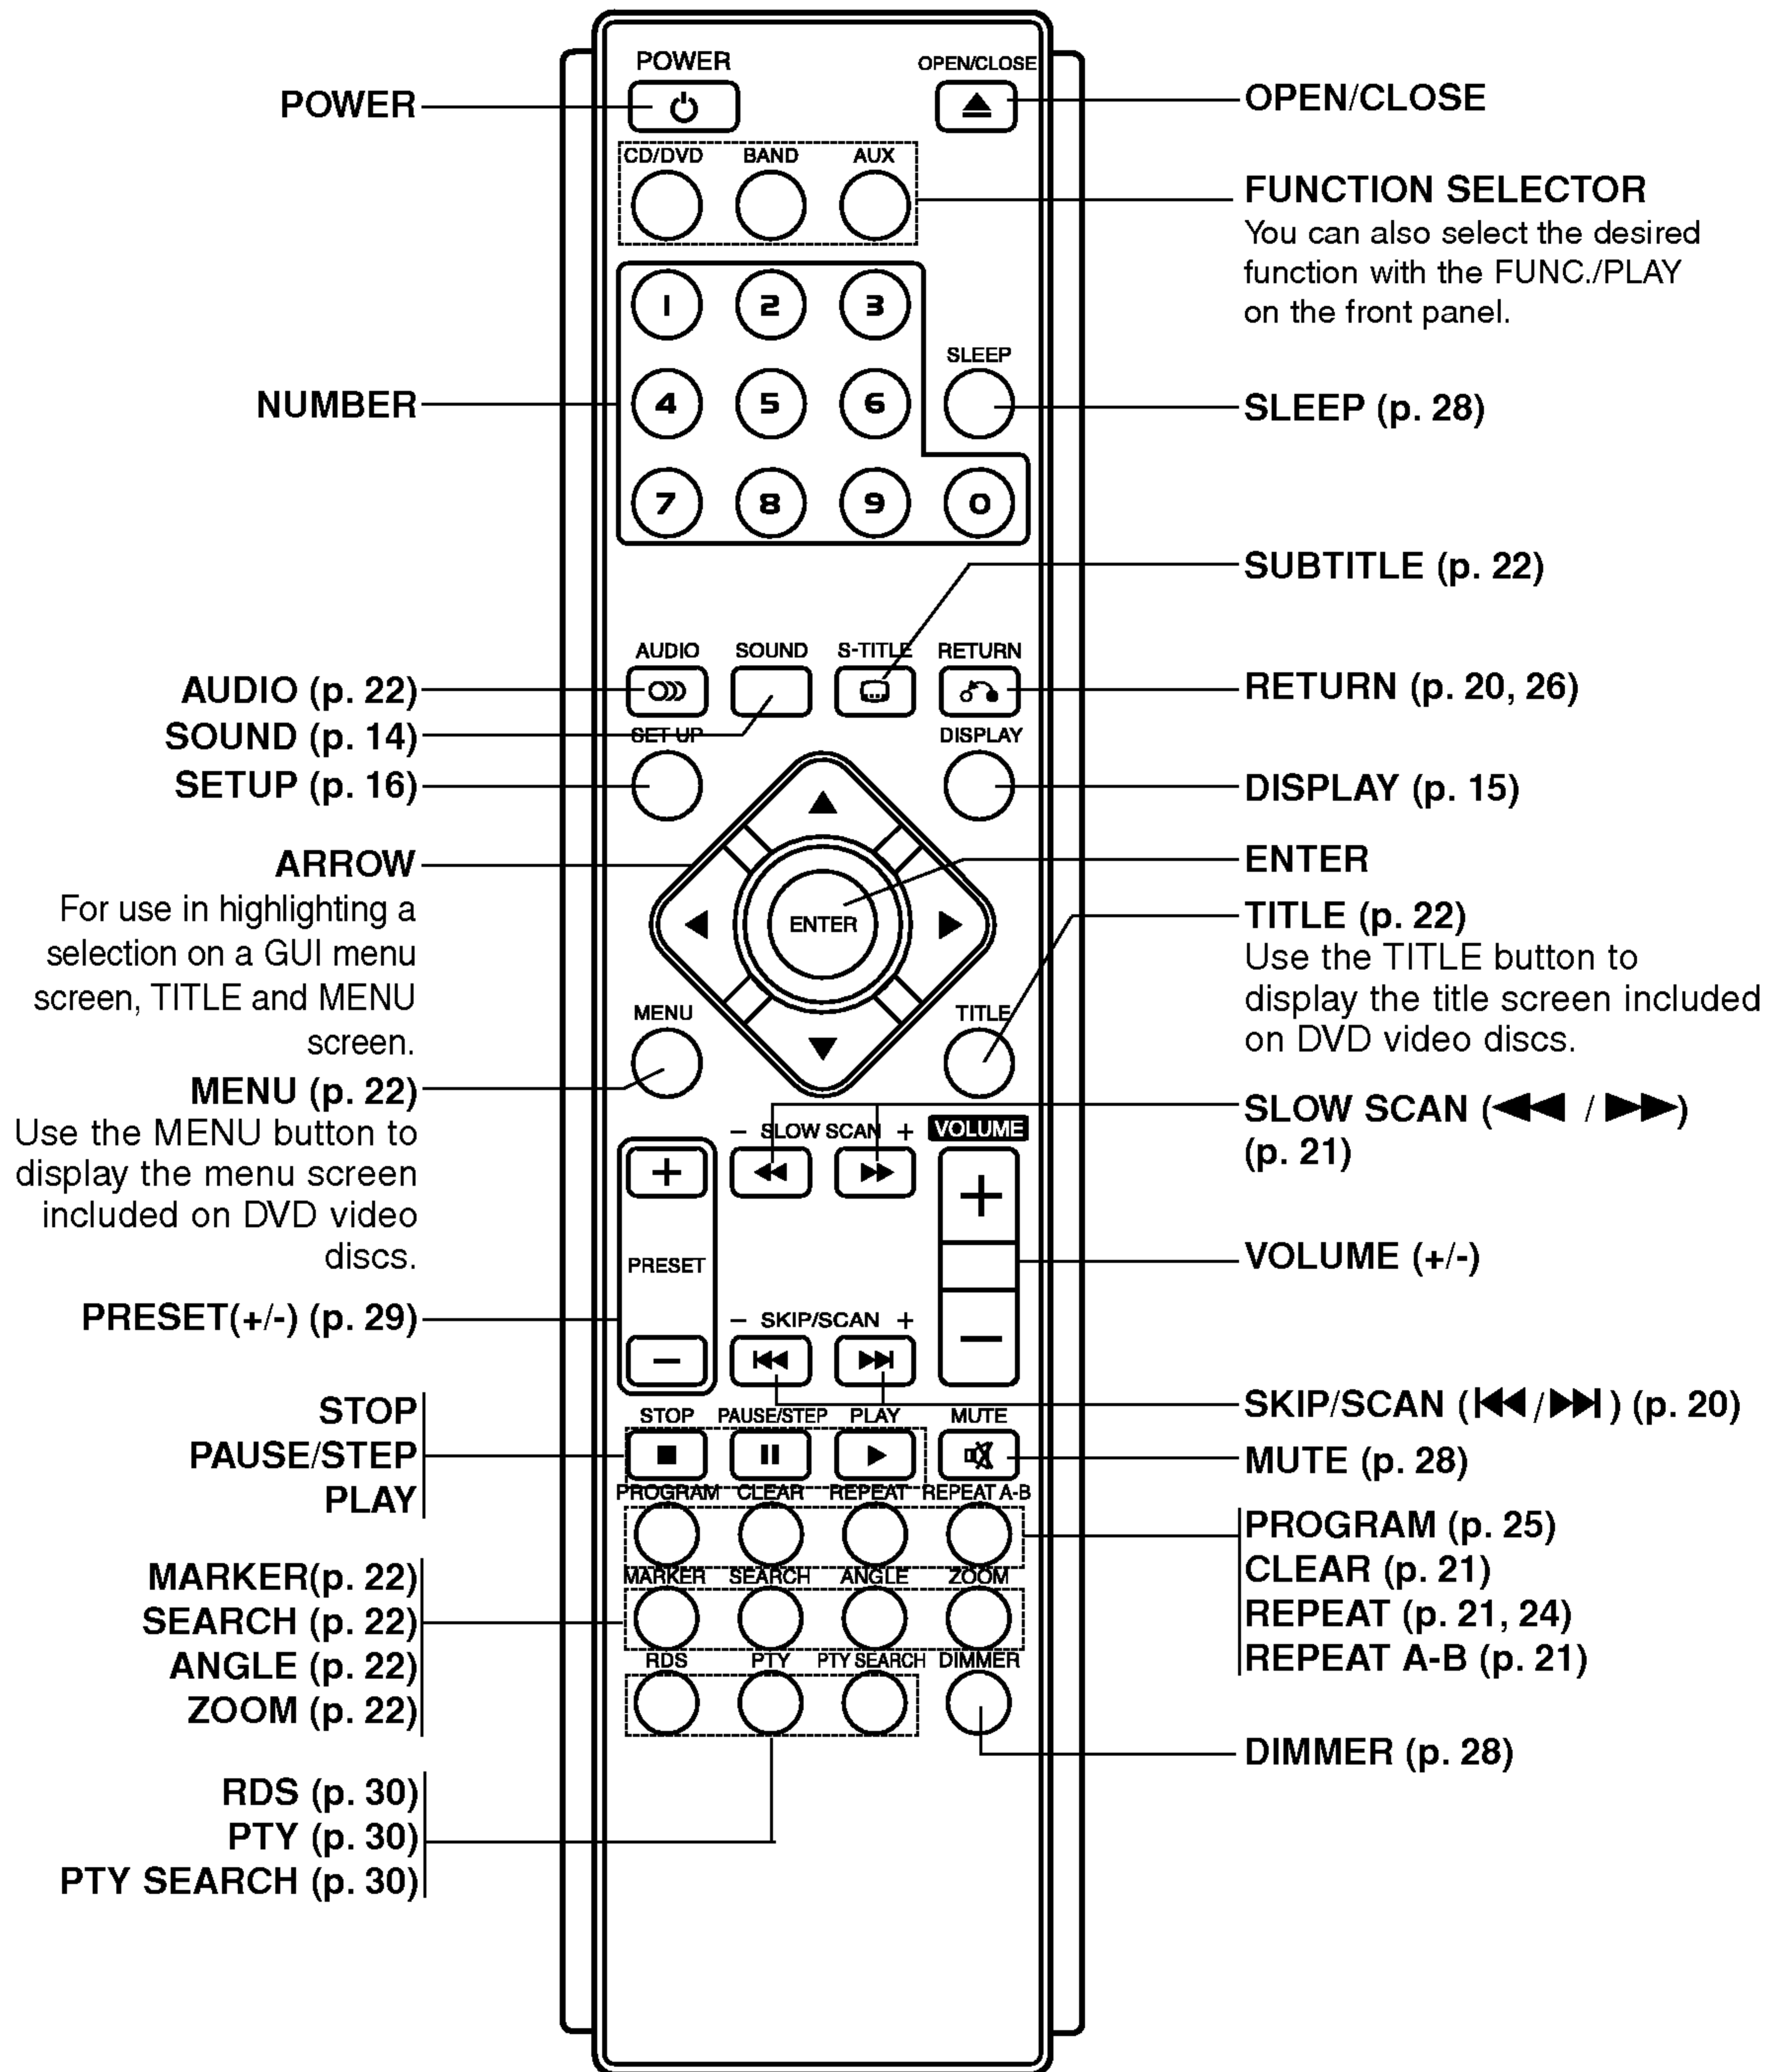 POWER
OPEN/CLOSE
POWER
OPEN/CLOSE
CD/DVD BAND AUX
FUNCTION SELECTOR
You can also select the desired
function with the FUNC./PLAY
on the front panel.
1 2 3
SLEEP
NUMBER
4 5 6
SLEEP (p. 28)
7 8 9 0
SUBTITLE (p. 22)
AUDIO SOUND S-TITLE RETURN
AUDIO (p. 22)
RETURN (p. 20, 26)
SOUND (p. 14)
SET UP
DISPLAY
SETUP (p. 16)
DISPLAY (p. 15)
ARROW
For use in highlighting a
selection on a GUI menu
screen, TITLE and MENU
screen.
ENTER
ENTER
TITLE (p. 22)
Use the TITLE button to
display the title screen included
on DVD video discs.
MENU
TITLE
MENU (p. 22)
Use the MENU button to
display the menu screen
included on DVD video
discs.
SLOW SCAN (◀◀ / ▶▶)
(p. 21)
– SLOW SCAN +
VOLUME
+
+
PRESET
VOLUME (+/-)
PRESET(+/-) (p. 29)
– SKIP/SCAN +
–
–
SKIP/SCAN (|◀◀/▶▶|) (p. 20)
STOP
PAUSE/STEP
PLAY
STOP PAUSE/STEP PLAY MUTE
MUTE (p. 28)
PROGRAM CLEAR REPEAT REPEAT A-B
PROGRAM (p. 25)
CLEAR (p. 21)
REPEAT (p. 21, 24)
REPEAT A-B (p. 21)
MARKER(p. 22)
SEARCH (p. 22)
ANGLE (p. 22)
ZOOM (p. 22)
MARKER SEARCH ANGLE ZOOM
RDS PTY PTY SEARCH DIMMER
DIMMER (p. 28)
RDS (p. 30)
PTY (p. 30)
PTY SEARCH (p. 30)